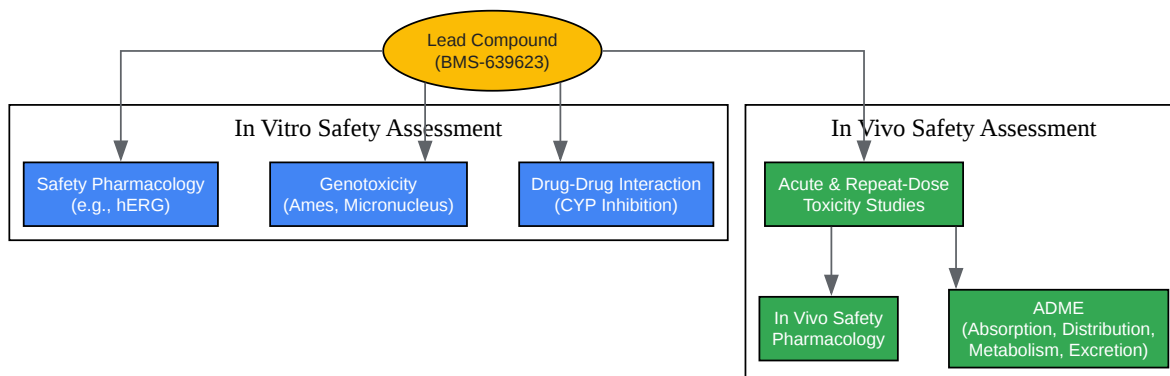 Lead Compound
(BMS-639623)
In Vitro Safety Assessment
Safety Pharmacology
(e.g., hERG)
Genotoxicity
(Ames, Micronucleus)
Drug-Drug Interaction
(CYP Inhibition)
In Vivo Safety Assessment
Acute & Repeat-Dose
Toxicity Studies
In Vivo Safety
Pharmacology
ADME
(Absorption, Distribution,
Metabolism, Excretion)